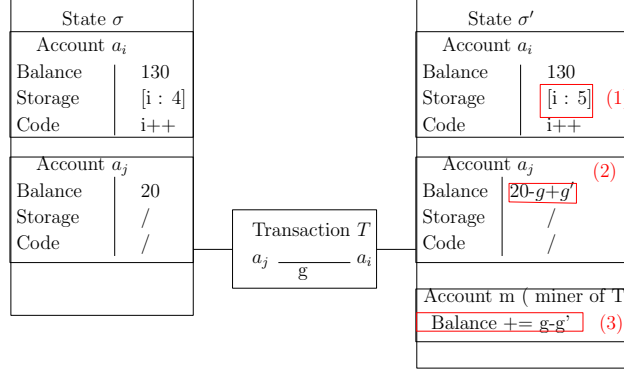 State σ
Account a_i
Balance 130
Storage [i : 4]
Code i++
Account a_j
Balance 20
Storage /
Code /
Transaction T
a_j g a_i
State σ′
Account a_i
Balance 130
Storage [i : 5] (1
Code i++
Account a_j (2)
Balance 20-g+g′
Storage /
Code /
Account m ( miner of T
Balance += g-g' (3)